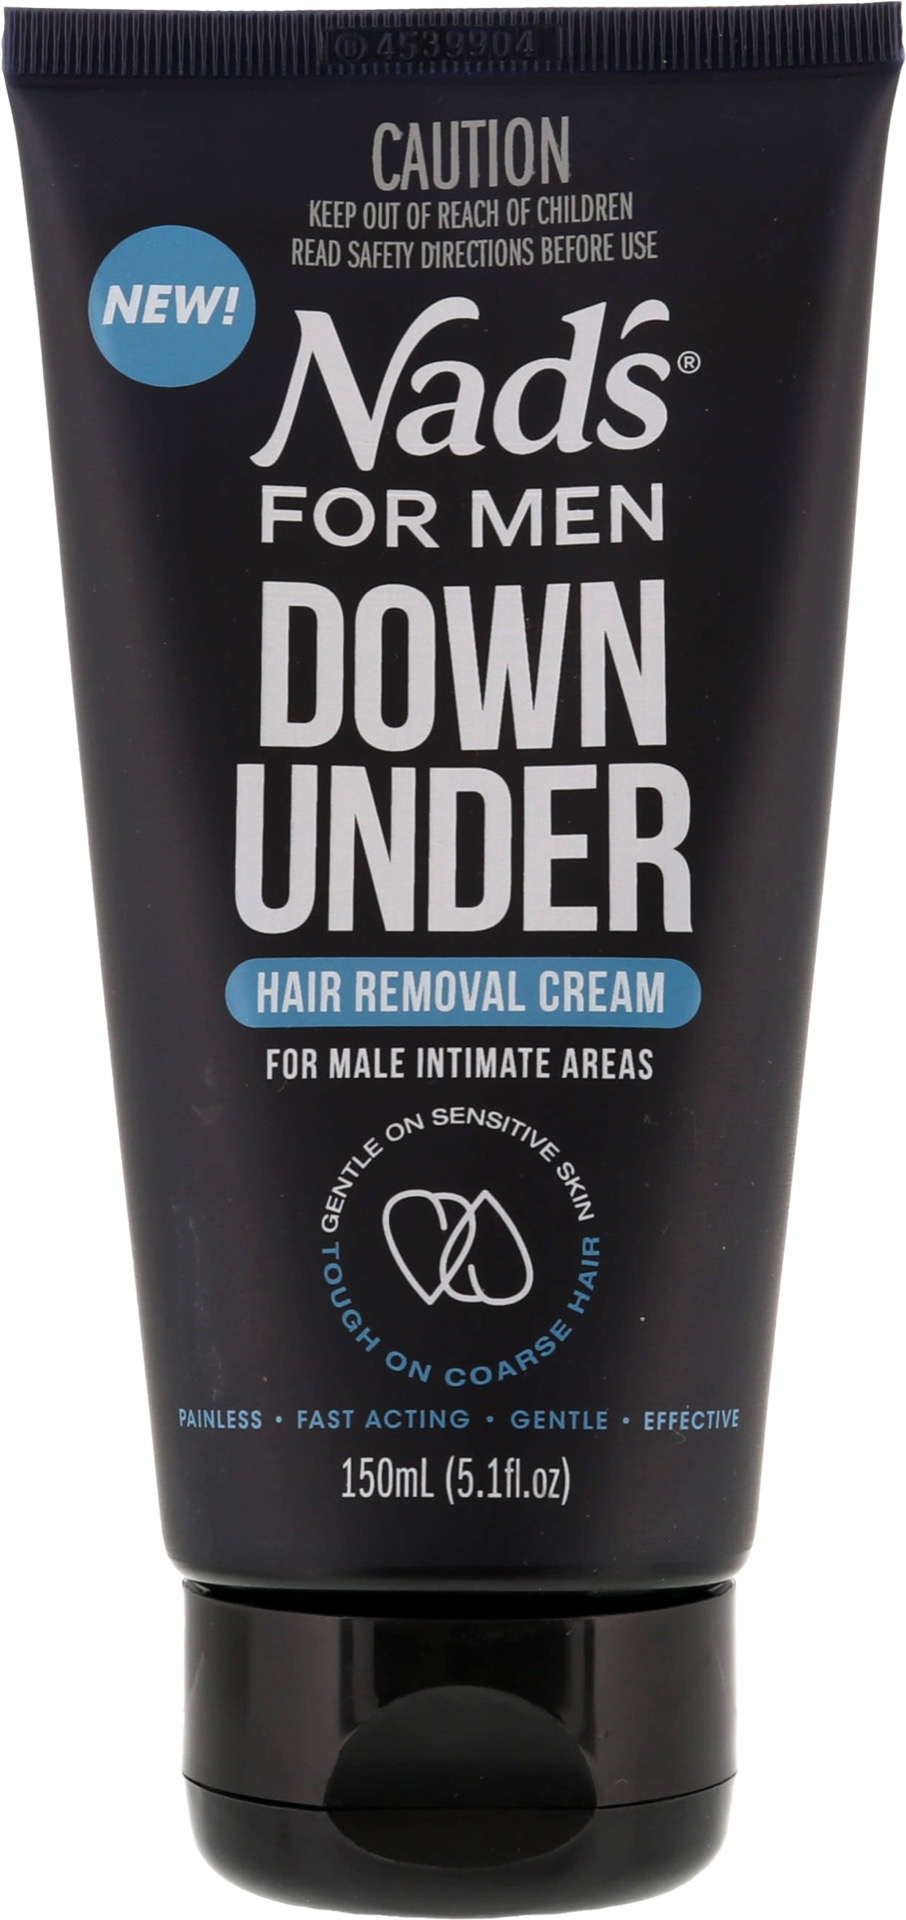 4539904
CAUTION
KEEP OUT OF REACH OF CHILDREN
READ SAFETY DIRECTIONS BEFORE USE
NEW!
Nad's®
FOR MEN
DOWN
UNDER
HAIR REMOVAL CREAM
FOR MALE INTIMATE AREAS
GENTLE ON SENSITIVE SKIN
TOUGH ON COARSE HAIR
PAINLESS • FAST ACTING • GENTLE • EFFECTIVE
150mL (5.1fl.oz)